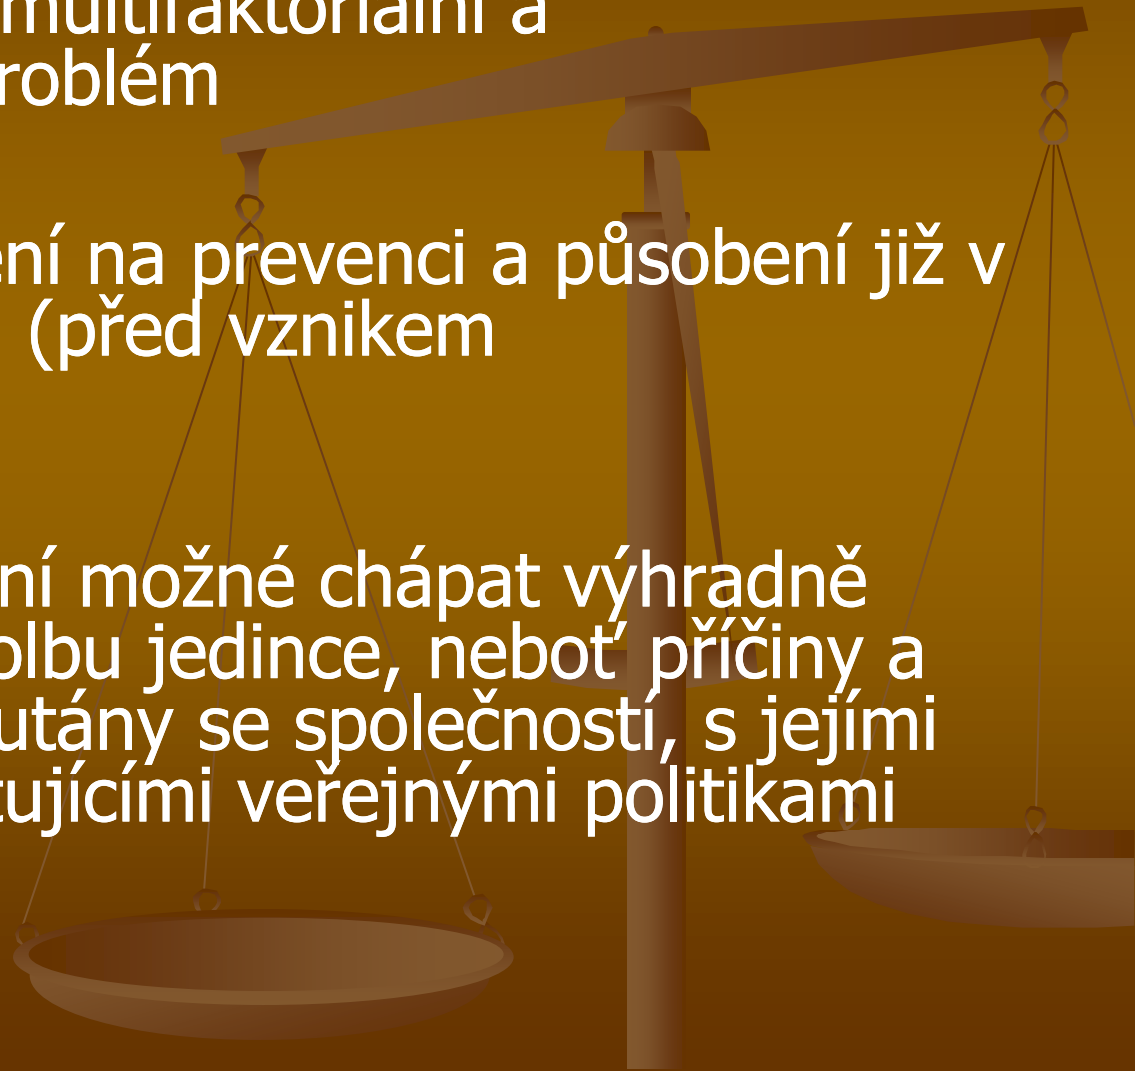 multifaktoriální a
roblém
ení na prevenci a působení již v
(před vznikem
ní možné chápat výhradně
olbu jedince, neboť příčiny a
utány se společností, s jejími
tujícími veřejnými politikami